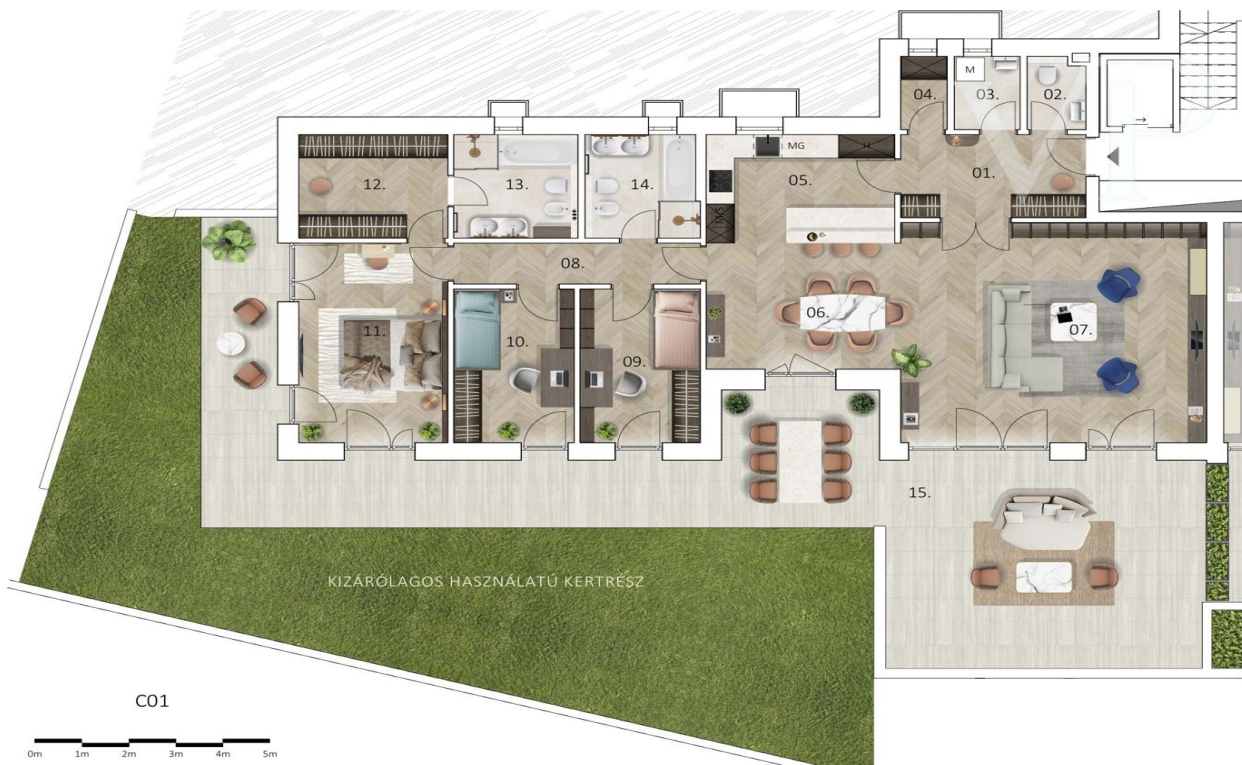 M
04.
03.
02.
MG
H
01.
12.
13.
14.
05.
08.
06.
07.
11.
10.
09.
15.
KIZÁRÓLAGOS HASZNÁLATÚ KERTRÉSZ
C01
0m 1m 2m 3m 4m 5m